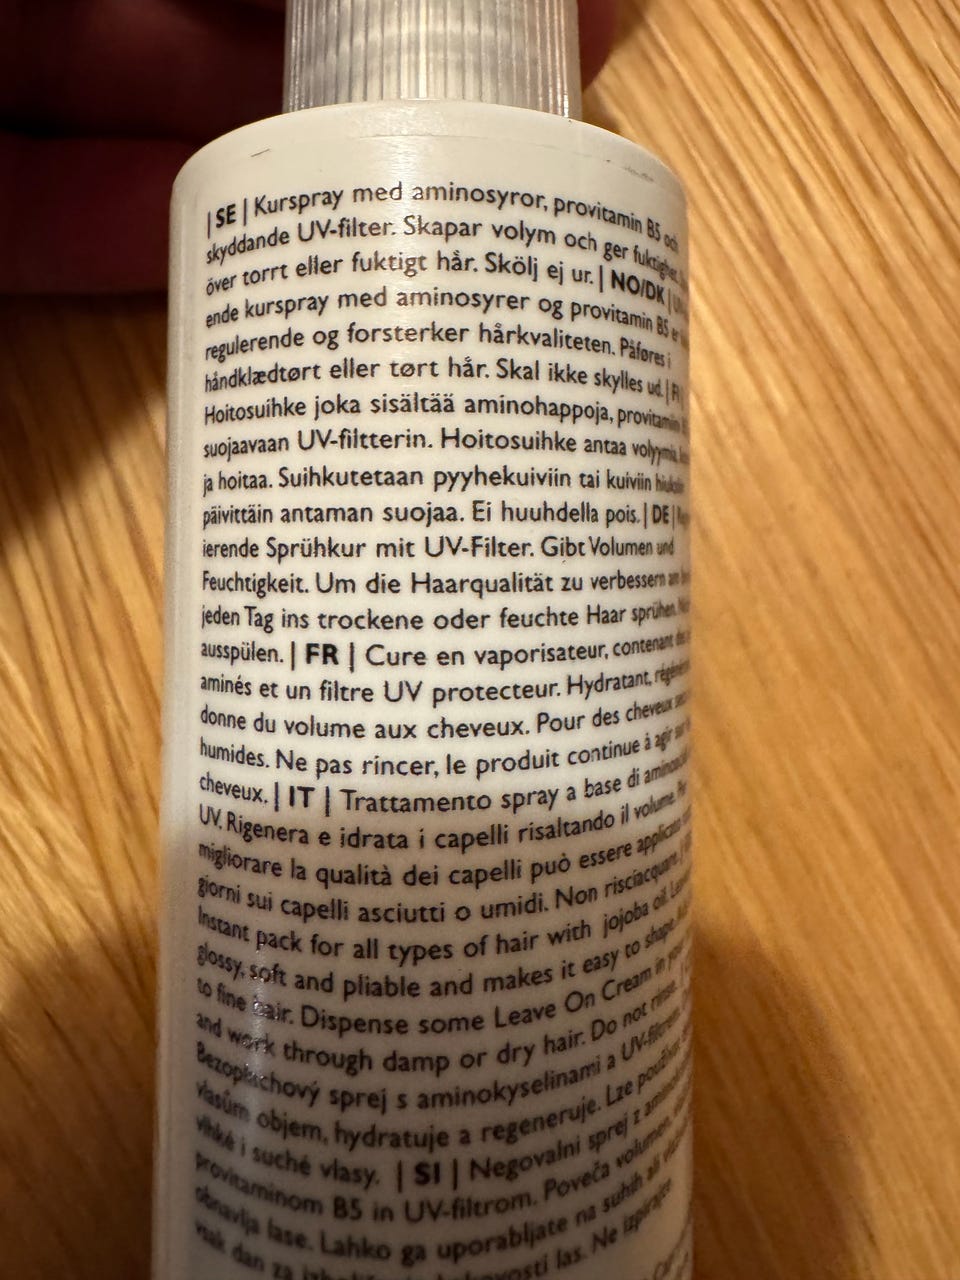 | SE | Kurspray med aminosyror, provitamin B5 och
skyddande UV-filter. Skapar volym och ger fuktighet.
över torrt eller fuktigt hår. Skölj ej ur. | NO/DK |
ende kurspray med aminosyrer og provitamin B5 er
regulerende og forsterker hårkvaliteten. Påføres i
håndklædtørt eller tørt hår. Skal ikke skylles ud. | FI |
Hoitosuihke joka sisältää aminohappoja, provitamiin
suojaavaan UV-filtterin. Hoitosuihke antaa volyymia,
ja hoitaa. Suihkutetaan pyyhekuiviin tai kuiviin hiuksiin
päivittäin antaman suojaa. Ei huuhdella pois. | DE |
ierende Sprühkur mit UV-Filter. Gibt Volumen und
Feuchtigkeit. Um die Haarqualität zu verbessern am
jeden Tag ins trockene oder feuchte Haar sprühen.
ausspülen. | FR | Cure en vaporisateur, contenant des
aminés et un filtre UV protecteur. Hydratant,
donne du volume aux cheveux. Pour des cheveux secs
humides. Ne pas rincer, le produit continue à agir sur
cheveux. | IT | Trattamento spray a base di
UV. Rigenera e idrata i capelli risaltando il volume. Per
migliorare la qualità dei capelli può essere applicato
giorni sui capelli asciutti o umidi. Non risciacquant. |
Instant pack for all types of hair with jojoba oil.
glossy, soft and pliable and makes it easy to shape.
to fine hair. Dispense some Leave On Cream in your
and work through damp or dry hair. Do not rinse. |
Bezoplachový sprej s aminokyselinami a UV-filtrem.
vlasům objem, hydratuje a regeneruje. Lze používat
vlhké i suché vlasy. | SI | Negovalni sprej z
provitaminom B5 in UV-filtrom. Poveča volumen,
obnavlja lase. Lahko ga uporabljate na suhih ali
vsak dan za las. Ne izpirajte